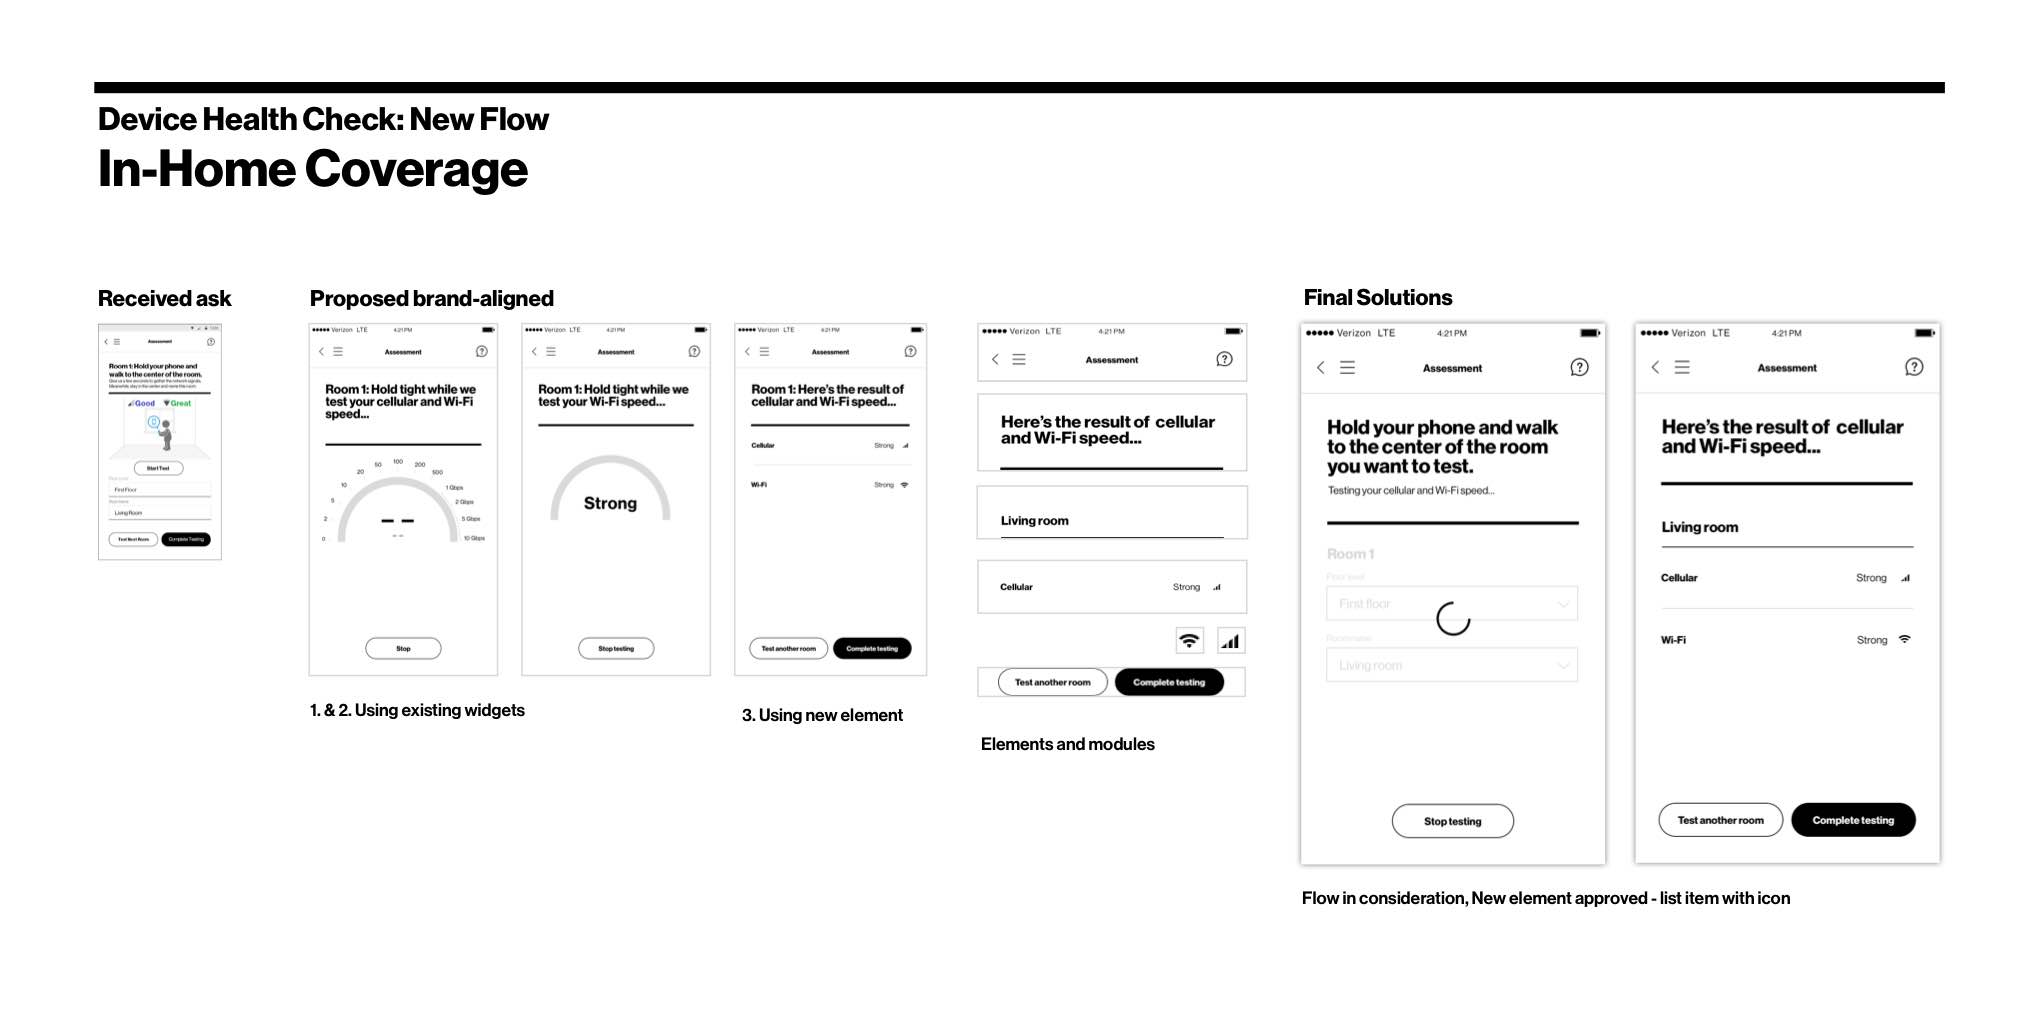 Device Health Check: New Flow
In-Home Coverage
Received ask
Assessment
Room 1: Hold your phone and
walk to the center of the room.
Good Great
Start Test
First Floor
Living Room
Test Next Room Complete Testing
Proposed brand-aligned
Verizon LTE 4:21 PM
Assessment
Room 1: Hold tight while we
test your cellular and Wi-Fi
speed...
100
50 200
20 500
10 1 Gbps
5 2 Gbps
2 5 Gbps
0 10 Gbps
-- 
--
Stop
Verizon LTE 4:21 PM
Assessment
Room 1: Hold tight while we
test your Wi-Fi speed...
Strong
Stop testing
1. & 2. Using existing widgets
Verizon LTE 4:21 PM
Assessment
Room 1: Here's the result of
cellular and Wi-Fi speed...
Cellular Strong
Wi-Fi Strong
Test another room Complete testing
3. Using new element
Verizon LTE 4:21 PM
Assessment
Here's the result of cellular
and Wi-Fi speed...
Living room
Cellular Strong
Test another room Complete testing
Elements and modules
Final Solutions
Verizon LTE 4:21 PM
Assessment
Hold your phone and walk
to the center of the room
you want to test.
Testing your cellular and Wi-Fi speed...
Room 1
Floor level
First floor
Room name
Living room
Stop testing
Verizon LTE 4:21 PM
Assessment
Here's the result of cellular
and Wi-Fi speed...
Living room
Cellular Strong
Wi-Fi Strong
Test another room Complete testing
Flow in consideration, New element approved - list item with icon